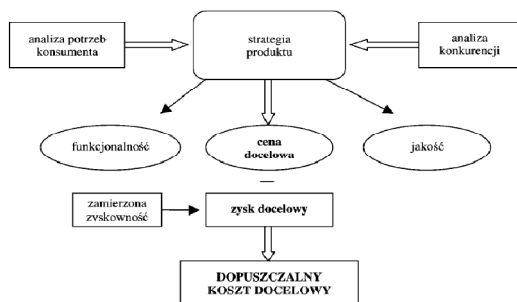 analiza potrzeb
konsumenta
strategia
produktu
analiza
konkurencji
funkcjonalność
cena
docelowa
jakość
—
zamierzona
zyskowność
zysk docelowy
DOPUSZCZALNY
KOSZT DOCELOWY